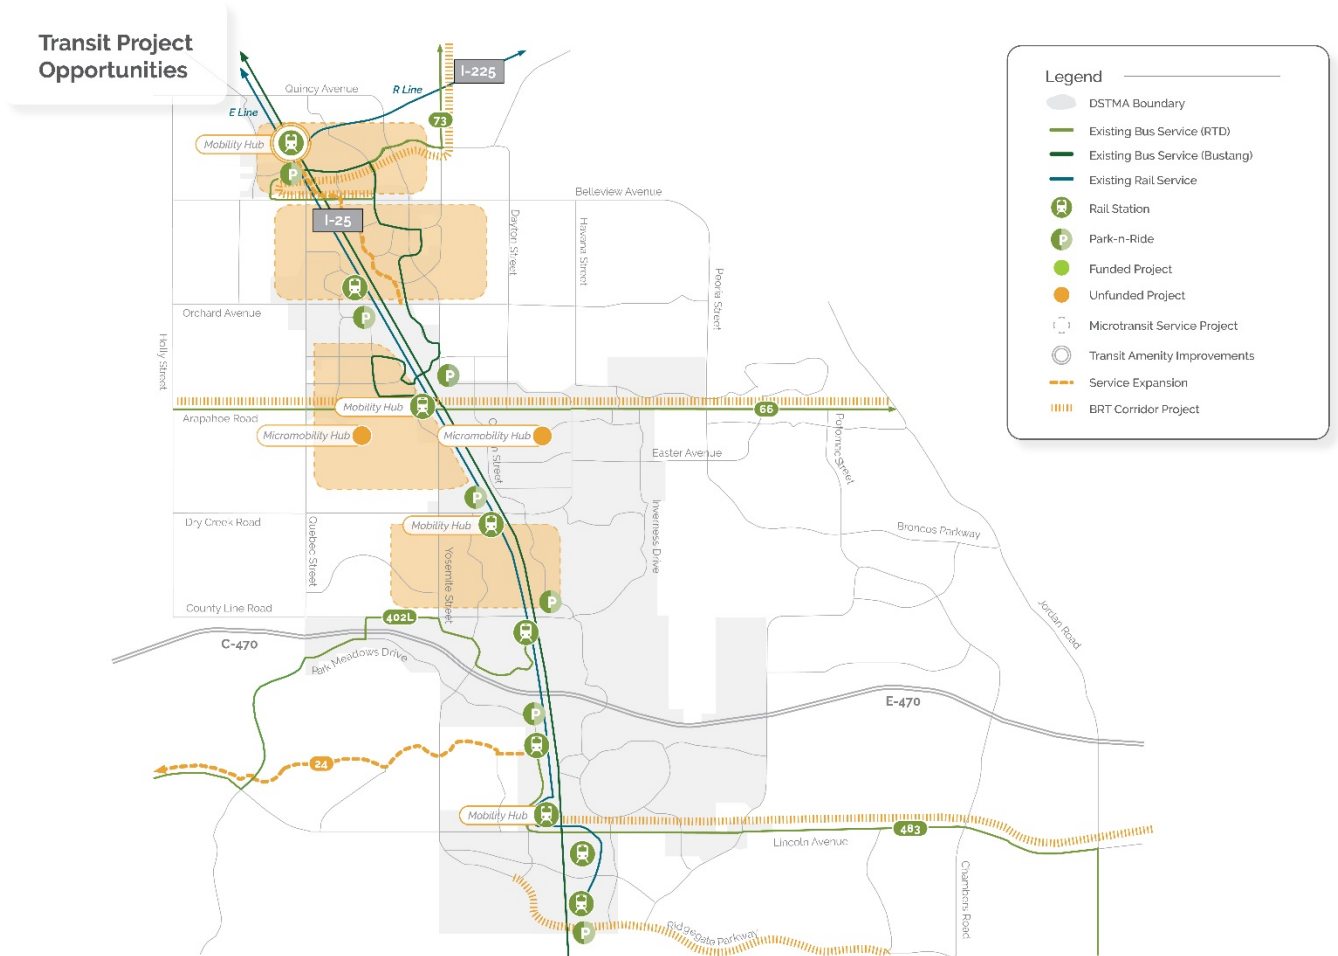 Transit Project
Opportunities
Quincy Avenue
R Line
I-225
E Line
73
Mobility Hub
P
Belleview Avenue
I-25
Dayton Street
Havana Street
Peoria Street
Orchard Avenue
P
Holly Street
P
Mobility Hub
66
Arapahoe Road
Micromobility Hub
Micromobility Hub
Potomac Street
Easter Avenue
P
Dry Creek Road
Mobility Hub
Quebec Street
Yosemite Street
Inverness Drive
Broncos Parkway
P
County Line Road
402L
C-470
Park Meadows Drive
Jordan Road
E-470
P
24
Mobility Hub
483
Lincoln Avenue
Chambers Road
P
Ridgegate Parkway
Legend
DSTMA Boundary
Existing Bus Service (RTD)
Existing Bus Service (Bustang)
Existing Rail Service
Rail Station
P
Park-n-Ride
Funded Project
Unfunded Project
Microtransit Service Project
Transit Amenity Improvements
Service Expansion
BRT Corridor Project